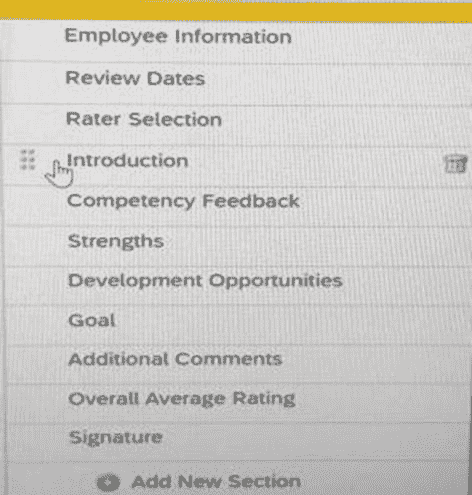 Employee Information
Review Dates
Rater Selection
Introduction
Competency Feedback
Strengths
Development Opportunities
Goal
Additional Comments
Overall Average Rating
Signature
Add New Section